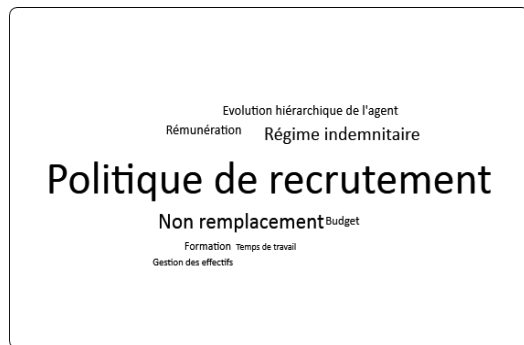 Evolution hiérarchique de l'agent
Rémunération Régime indemnitaire
Politique de recrutement
Non remplacement Budget
Formation Temps de travail
Gestion des effectifs